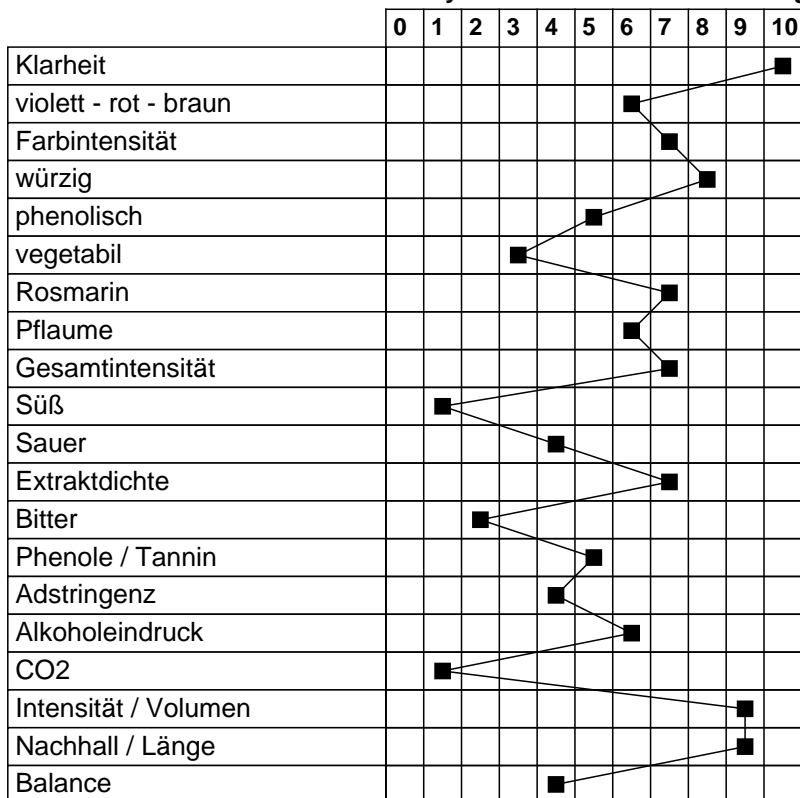 0 1 2 3 4 5 6 7 8 9 10
Klarheit
violett - rot - braun
Farbintensität
würzig
phenolisch
vegetabil
Rosmarin
Pflaume
Gesamtintensität
Süß
Sauer
Extraktdichte
Bitter
Phenole / Tannin
Adstringenz
Alkoholeindruck
CO2
Intensität / Volumen
Nachhall / Länge
Balance